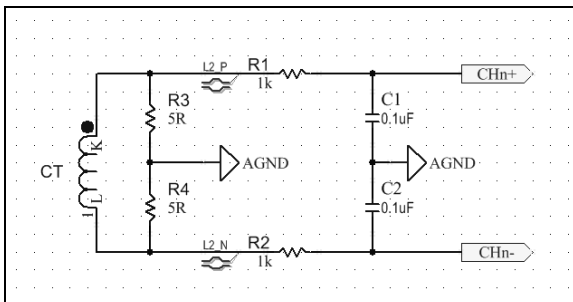 L2_P
R1
1k
CHn+
R3
5R
C1
0.1uF
K
AGND
AGND
CT
R4
5R
C2
0.1uF
L
1
L2_N
R2
1k
CHn-